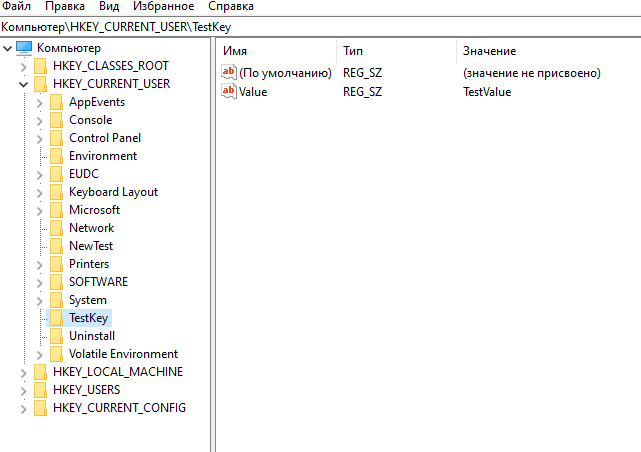 Файл Правка Вид Избранное Справка
Компьютер\HKEY_CURRENT_USER\TestKey
Компьютер
HKEY_CLASSES_ROOT
HKEY_CURRENT_USER
AppEvents
Console
Control Panel
Environment
EUDC
Keyboard Layout
Microsoft
Network
NewTest
Printers
SOFTWARE
System
TestKey
Uninstall
Volatile Environment
HKEY_LOCAL_MACHINE
HKEY_USERS
HKEY_CURRENT_CONFIG
Имя Тип Значение
ab (По умолчанию) REG_SZ (значение не присвоено)
ab Value REG_SZ TestValue